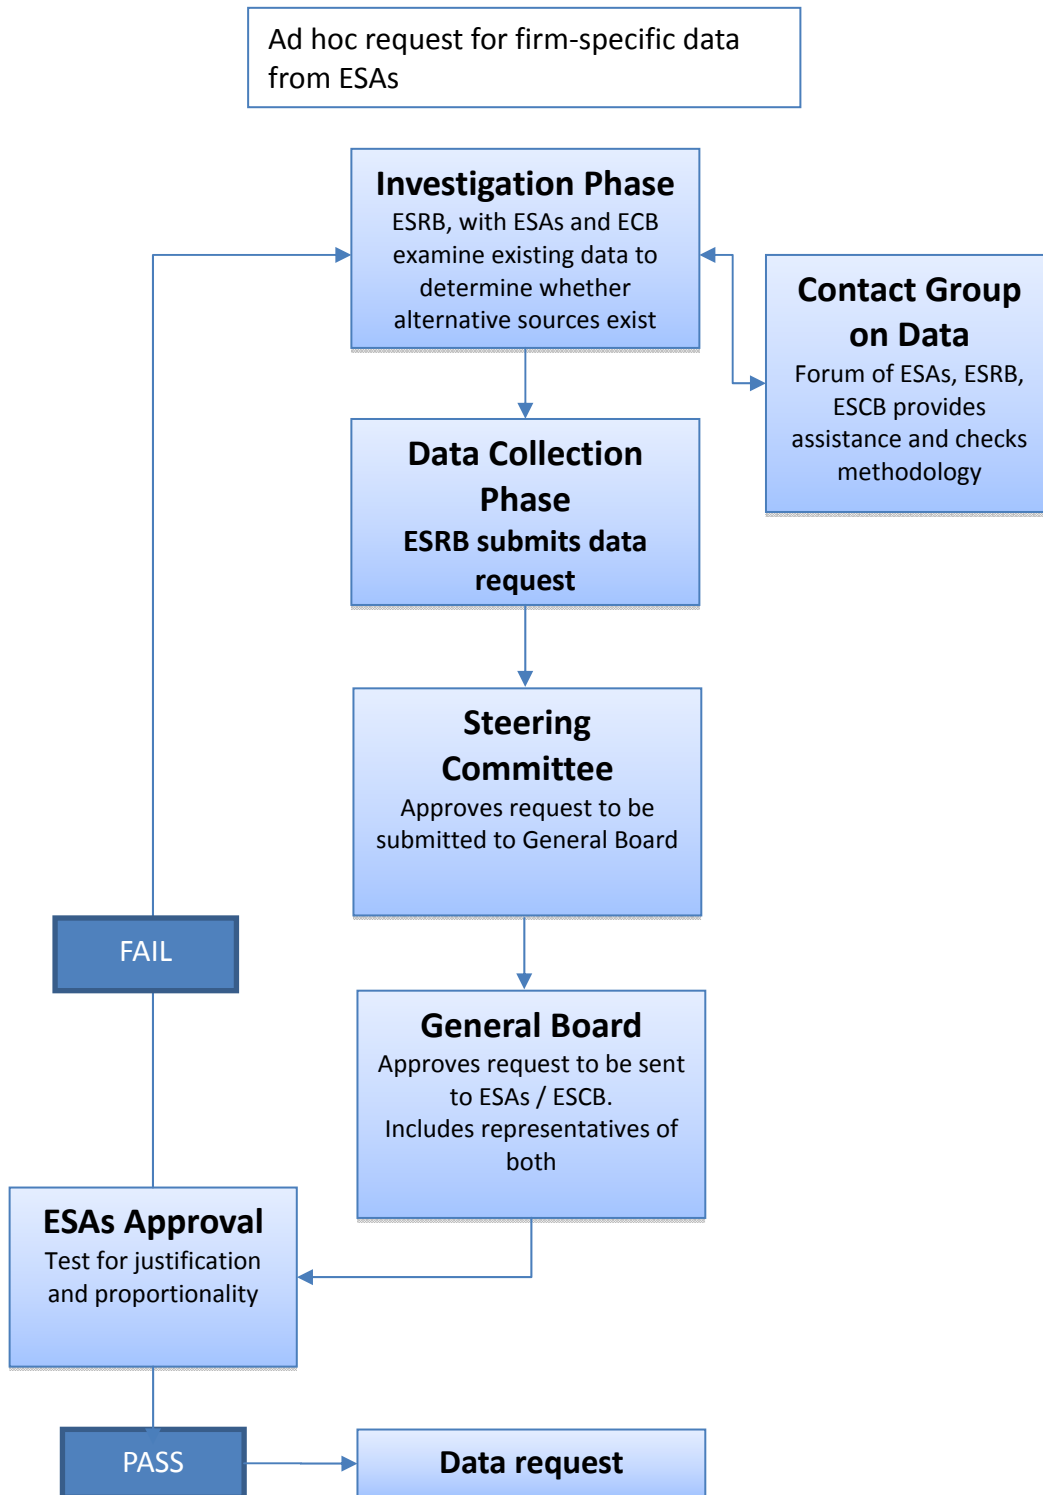 Ad hoc request for firm-specific data
from ESAs
Investigation Phase
ESRB, with ESAs and ECB
examine existing data to
determine whether
alternative sources exist
Contact Group
on Data
Forum of ESAs, ESRB,
ESCB provides
assistance and checks
methodology
Data Collection
Phase
ESRB submits data
request
Steering
Committee
Approves request to be
submitted to General Board
FAIL
General Board
Approves request to be sent
to ESAs / ESCB.
Includes representatives of
both
ESAs Approval
Test for justification
and proportionality
PASS
Data request